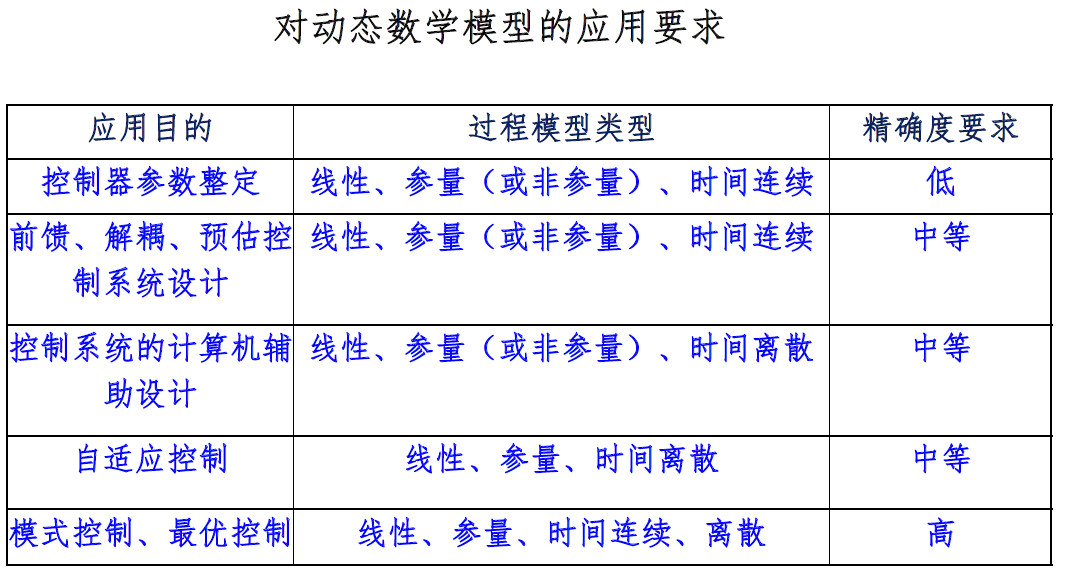 对动态数学模型的应用要求
应用目的 过程模型类型 精确度要求
控制器参数整定 线性、参量（或非参量）、时间连续 低
前馈、解耦、预估控 线性、参量（或非参量）、时间连续 中等
制系统设计
控制系统的计算机辅 线性、参量（或非参量）、时间离散 中等
助设计
自适应控制 线性、参量、时间离散 中等
模式控制、最优控制 线性、参量、时间连续、离散 高